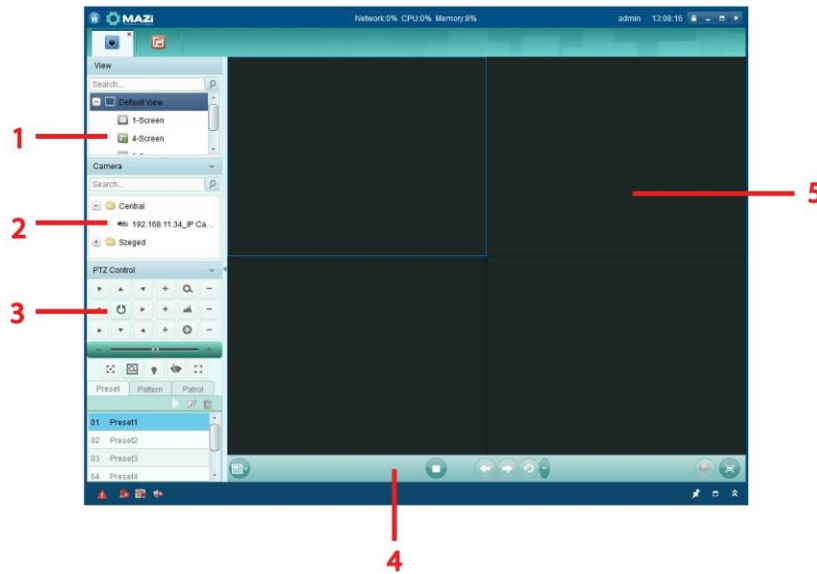 MAZi Network:0% CPU:0% Memory:8% admin 13:08:16
View
Search...
Default View
1-Screen
1
4-Screen
Camera
Search...
5
Central
2
192.168.11.34_IP Ca...
Szeged
PTZ Control
3
Preset Pattern Patrol
01 Preset1
02 Preset2
03 Preset3
04 Preset4
4